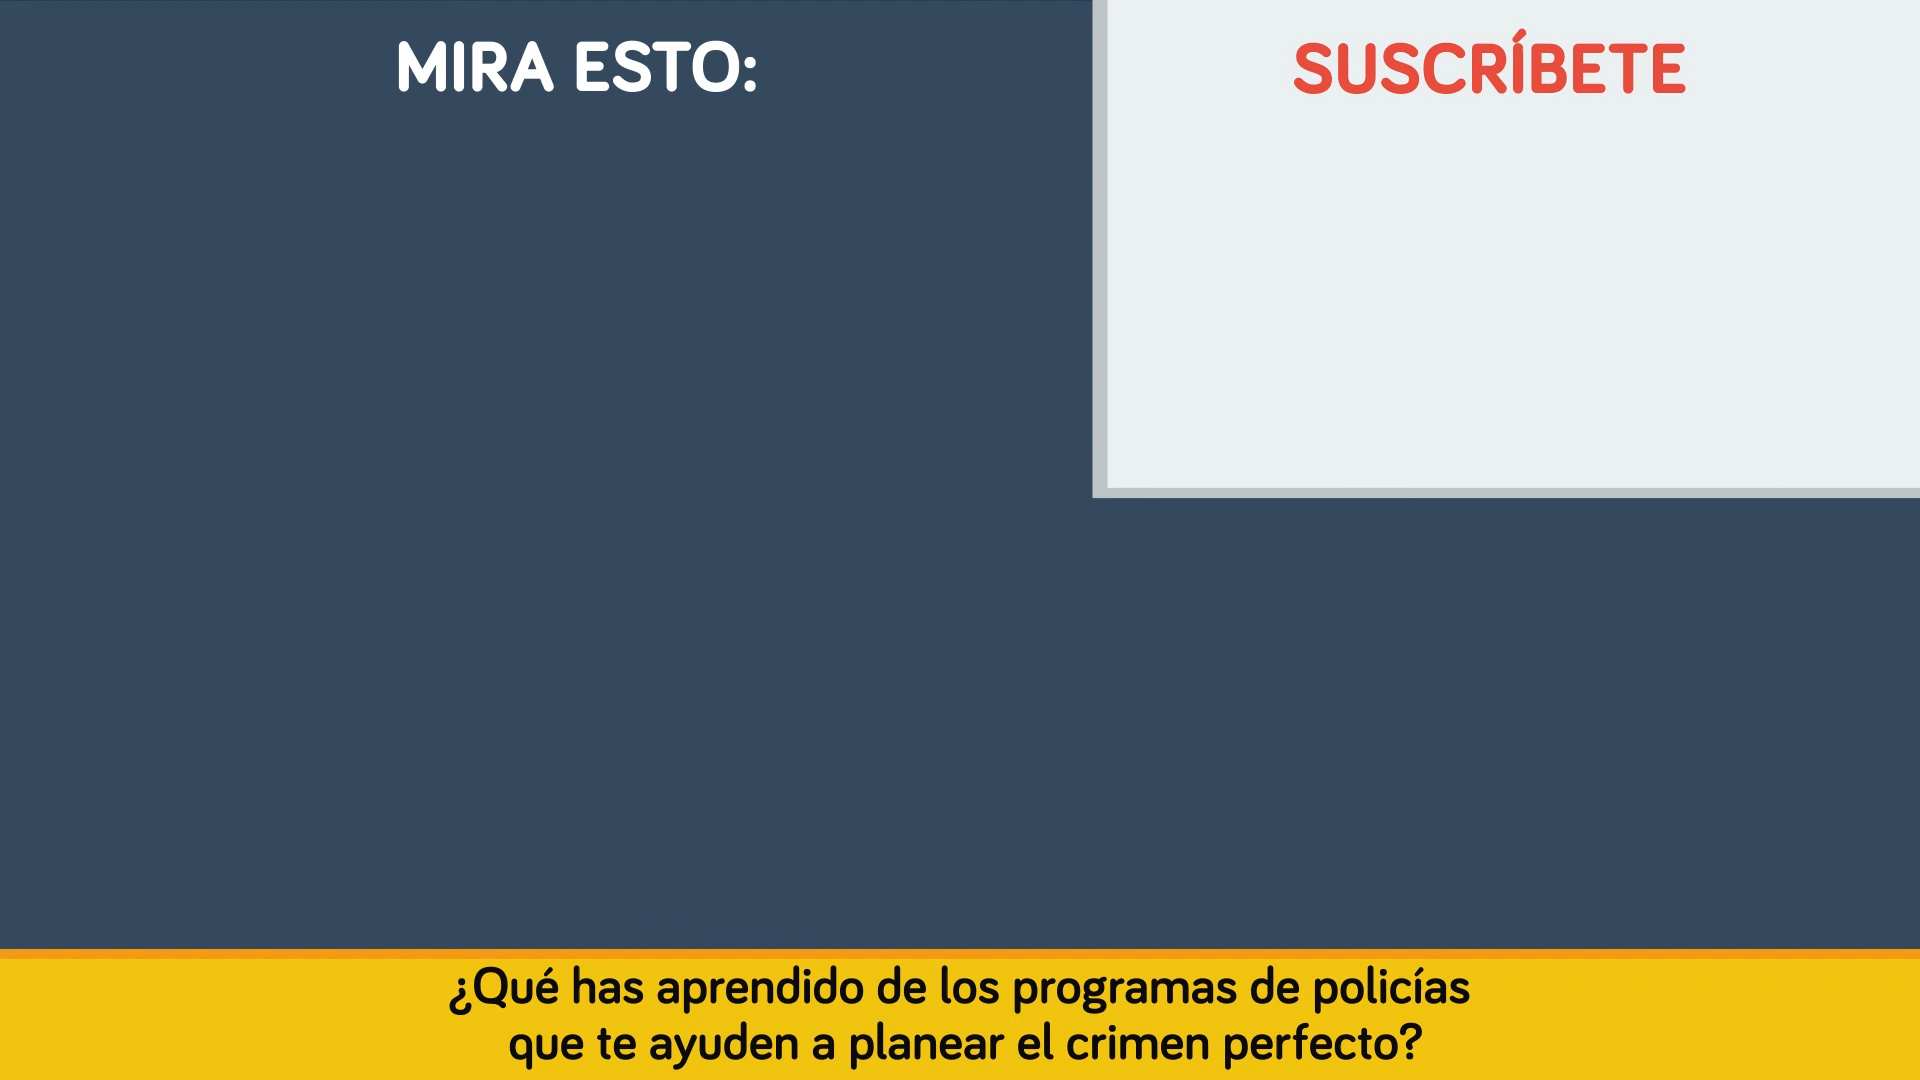 MIRA ESTO:
SUSCRÍBETE
¿Qué has aprendido de los programas de policías
que te ayuden a planear el crimen perfecto?